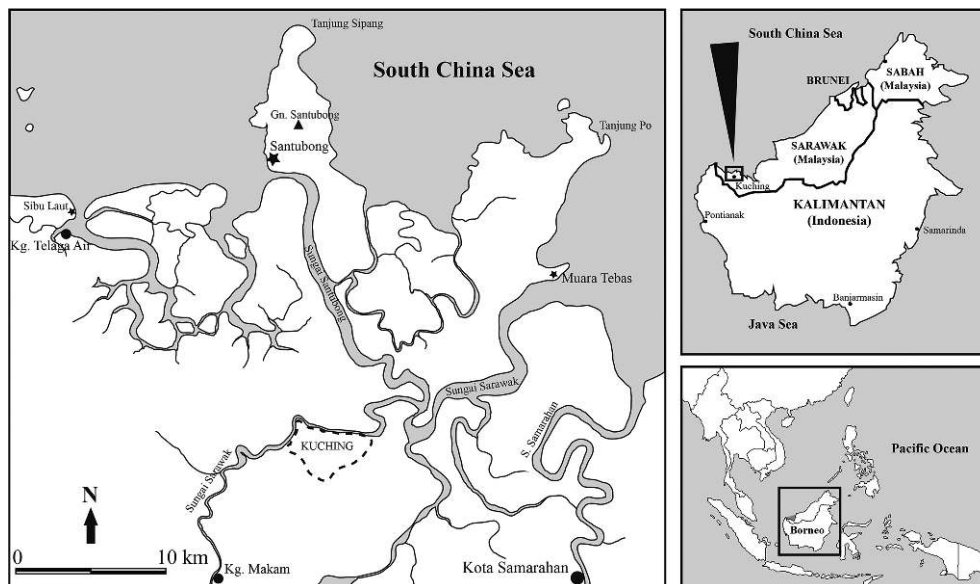 Tanjung Sipang
South China Sea
Gn. Santubong
Santubong
Tanjung Po
Sibu Laut
Kg. Telaga Air
Sungai Santubong
Muara Tebas
Sungai Sarawak
S. Samarahan
KUCHING
Sungai Sarawak
N
0 10 km
Kg. Makam
Kota Samarahan
South China Sea
SABAH
(Malaysia)
BRUNEI
SARAWAK
(Malaysia)
Kuching
KALIMANTAN
(Indonesia)
Pontianak
Samarinda
Banjarmasin
Java Sea
Pacific Ocean
Borneo